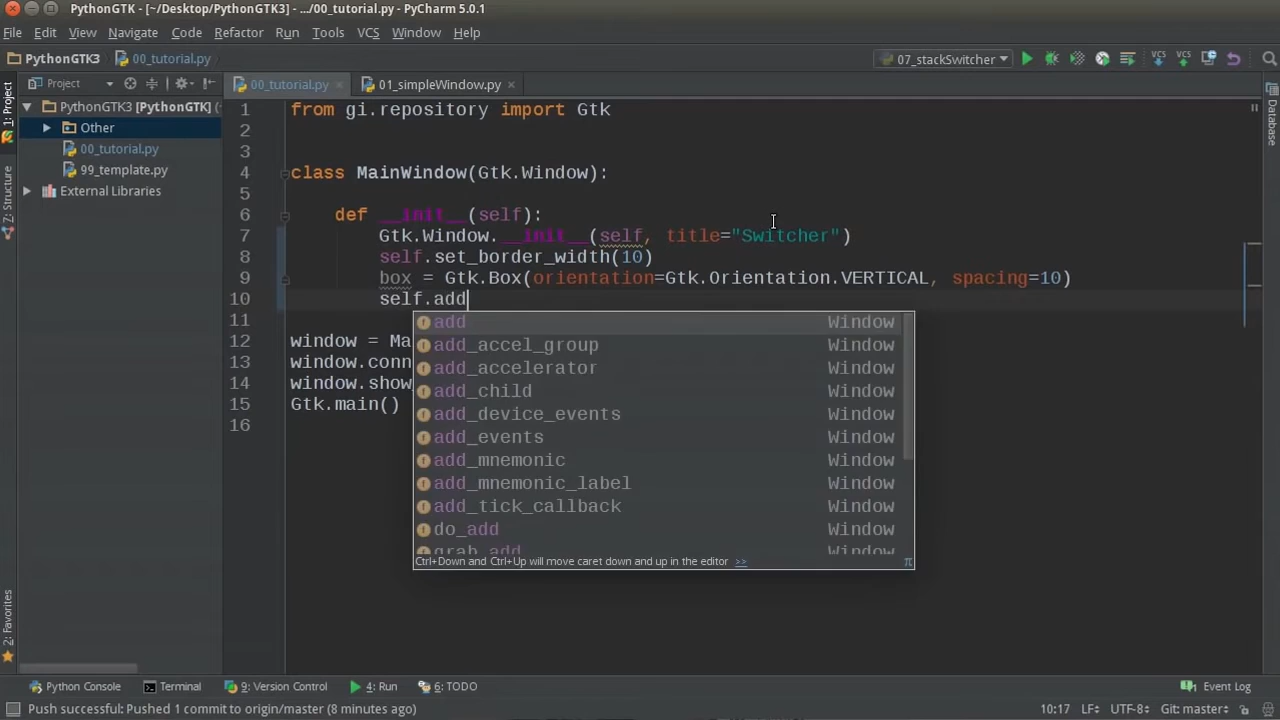 PythonGTK - [~/Desktop/PythonGTK3] - .../00_tutorial.py - PyCharm 5.0.1
File Edit View Navigate Code Refactor Run Tools VCS Window Help
PythonGTK3 00_tutorial.py 07_stackSwitcher VCS VCS
Project 00_tutorial.py 01_simpleWindow.py
1: Project
7: Structure
2: Favorites
Database
PythonGTK3 [PythonGTK] (
Other
00_tutorial.py
99_template.py
External Libraries
1 from gi.repository import Gtk
2
3
4 class MainWindow(Gtk.Window):
5
6 def __init__(self):
7 Gtk.Window.__init__(self, title="Switcher")
8 self.set_border_width(10)
9 box = Gtk.Box(orientation=Gtk.Orientation.VERTICAL, spacing=10)
10 self.add
11
12 window = Ma
13 window.conn
14 window.show
15 Gtk.main()
16
add Window
add_accel_group Window
add_accelerator Window
add_child Window
add_device_events Window
add_events Window
add_mnemonic Window
add_mnemonic_label Window
add_tick_callback Window
do_add Window
grab_add Window
Ctrl+Down and Ctrl+Up will move caret down and up in the editor >> π
Python Console Terminal 9: Version Control 4: Run 6: TODO Event Log
Push successful: Pushed 1 commit to origin/master (8 minutes ago) 10:17 LF÷ UTF-8÷ Git: master÷